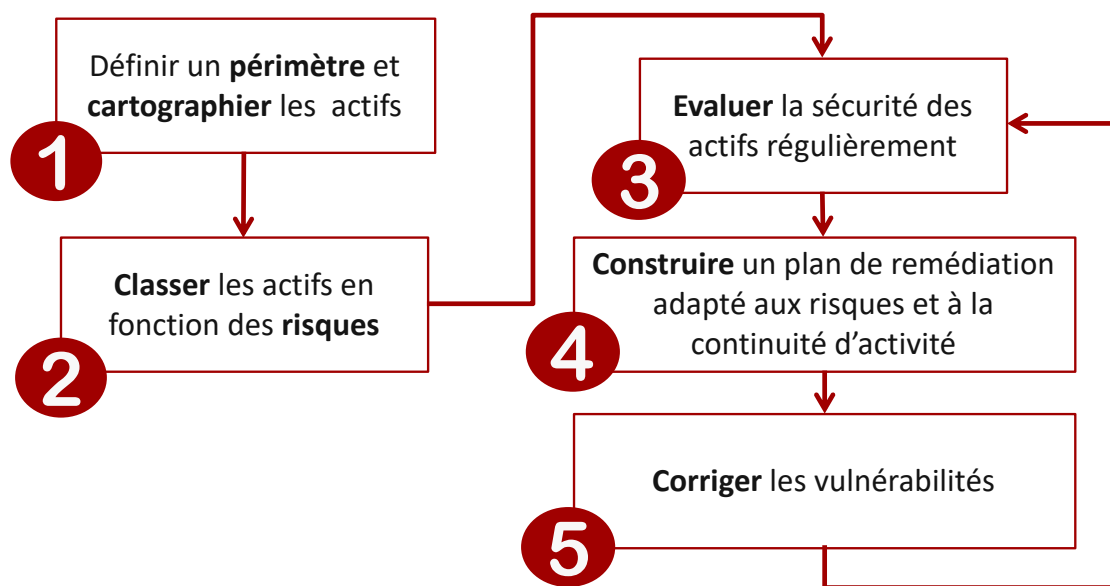 Définir un périmètre et
cartographier les actifs
1
Classer les actifs en
fonction des risques
2
Evaluer la sécurité des
actifs régulièrement
3
Construire un plan de remédiation
adapté aux risques et à la
continuité d’activité
4
Corriger les vulnérabilités
5